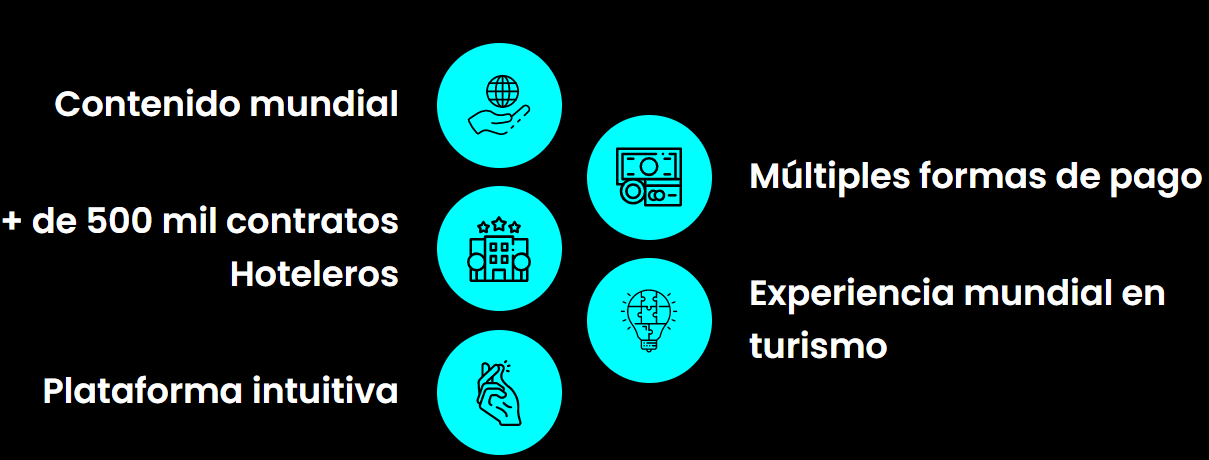 Contenido mundial
+ de 500 mil contratos
Hoteleros
Plataforma intuitiva
Múltiples formas de pago
Experiencia mundial en
turismo